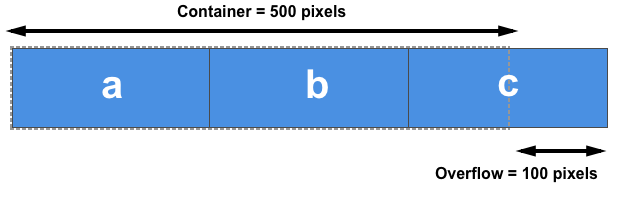 Container = 500 pixels
a b c
Overflow = 100 pixels